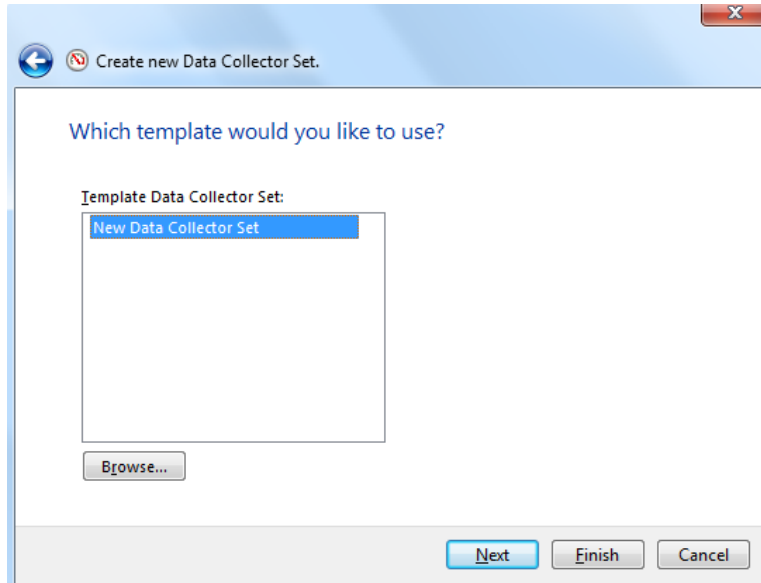 Create new Data Collector Set.
Which template would you like to use?
Template Data Collector Set:
New Data Collector Set
Browse...
Next Finish Cancel